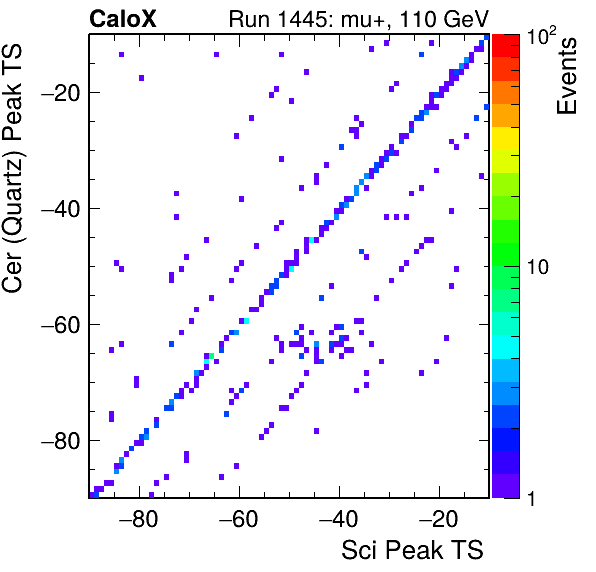 CaloX Run 1445: mu+, 110 GeV
10²
Events
10
1
Cer (Quartz) Peak TS
−20
−40
−60
−80
−80 −60 −40 −20
Sci Peak TS